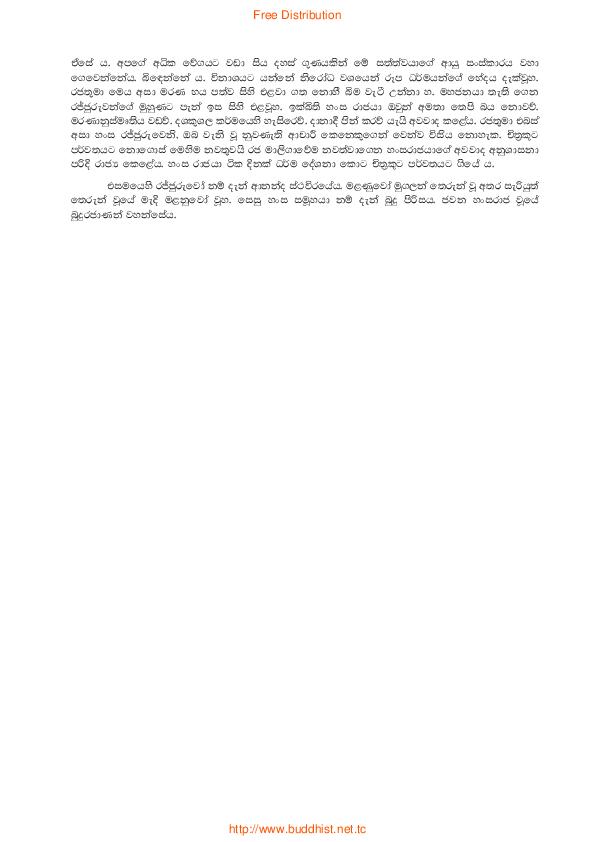 Free Distribution
ඒසේ ය. අපගේ අධික වේගයට වඩා සිය දහස් ගුණයකින් මේ සත්ත්වයාගේ ආයු සංස්කාරය වහා
ගෙවෙන්නේය. බිඳෙන්නේ ය. විනාශයට යන්නේ නිරෝධ වශයෙන් රූප ධර්මයන්ගේ භේදය දැක්වූහ.
රජතුමා මෙය අසා මරණ භය පත්ව සිහි එළවා ගත නොහී බිම වැටී උන්නා හ. මහජනයා තැති ගෙන
රජ්ජුරුවන්ගේ මුහුණට පැන් ඉස සිහි එළවූහ. ඉක්බිති හංස රාජයා ඔවුන් අමතා තෙපි බය නොවව්.
මරණානුස්මෘතිය වඩව්. දශකුශල කර්මයෙහි හැසිරෙව්. දානාදී පින් කරව් යැයි අවවාද කළේය. රජතුමා එබස්
අසා හංස රජ්ජුරුවෙනි, ඔබ වැනි වූ නුවණැති ආචාරී කෙනෙකුගෙන් වෙන්ව විසිය නොහැක. චිත්‍රකූට
පර්වතයට නොගොස් මෙහිම නවතුවයි රජ මාලිගාවේම නවත්වාගෙන හංසරාජයාගේ අවවාද අනුශාසනා
පරිදි රාජ්‍ය කෙළේය. හංස රාජයා ටික දිනක් ධර්ම දේශනා කොට චිත්‍රකූට පර්වතයට ගියේ ය.
එසමයෙහි රජ්ජුරුවෝ නම් දැන් ආනන්ද ස්ථවිරයේය. මළණුවෝ මුගලන් තෙරුන් වූ අතර සැරියුත්
තෙරුන් වූයේ මැදි මළනුවෝ වූහ. සෙසු හංස සමූහයා නම් දැන් බුදු පිරිසය. ජවන හංසරාජ වූයේ
බුදුරජාණන් වහන්සේය.
http://www.buddhist.net.tc